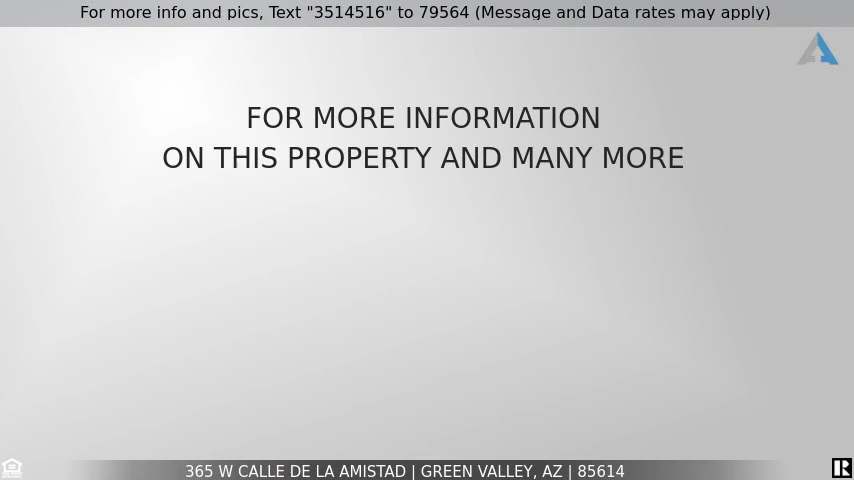 For more info and pics, Text "3514516" to 79564 (Message and Data rates may apply)
FOR MORE INFORMATION
ON THIS PROPERTY AND MANY MORE
365 W CALLE DE LA AMISTAD | GREEN VALLEY, AZ | 85614